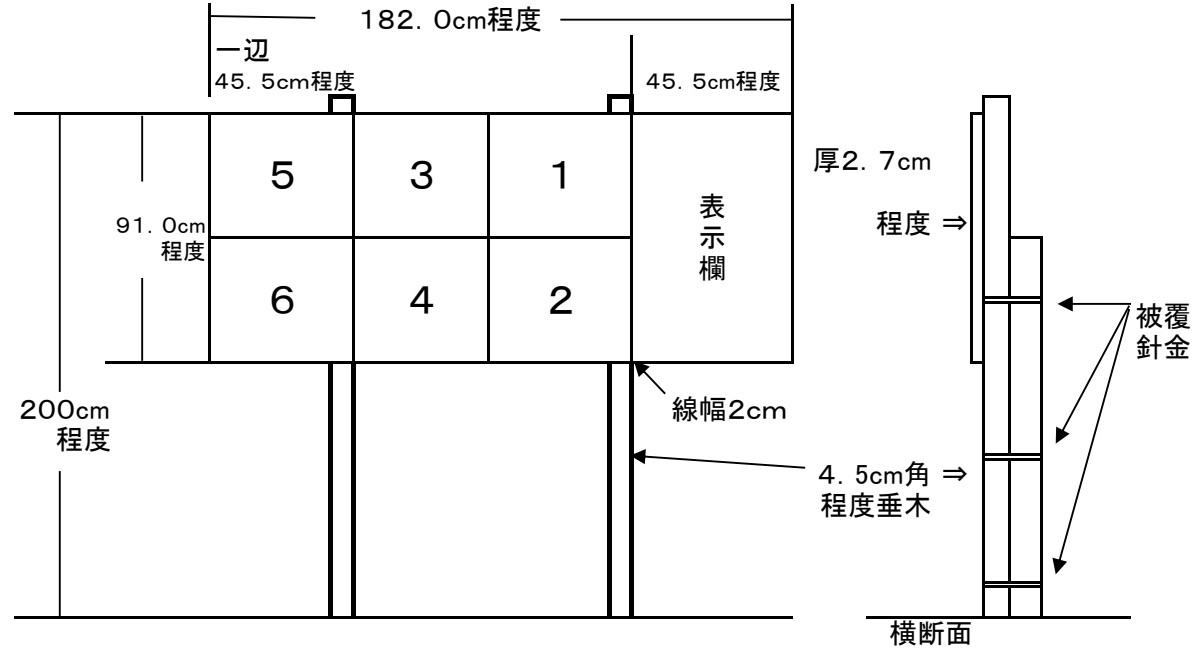 182．0cm程度
一辺
45．5cm程度
45．5cm程度
5
3
1
91．0cm
程度
表
示
欄
6
4
2
200cm
程度
線幅2cm
4．5cm角 ⇒
程度垂木
厚2．7cm
程度 ⇒
被覆
針金
横断面